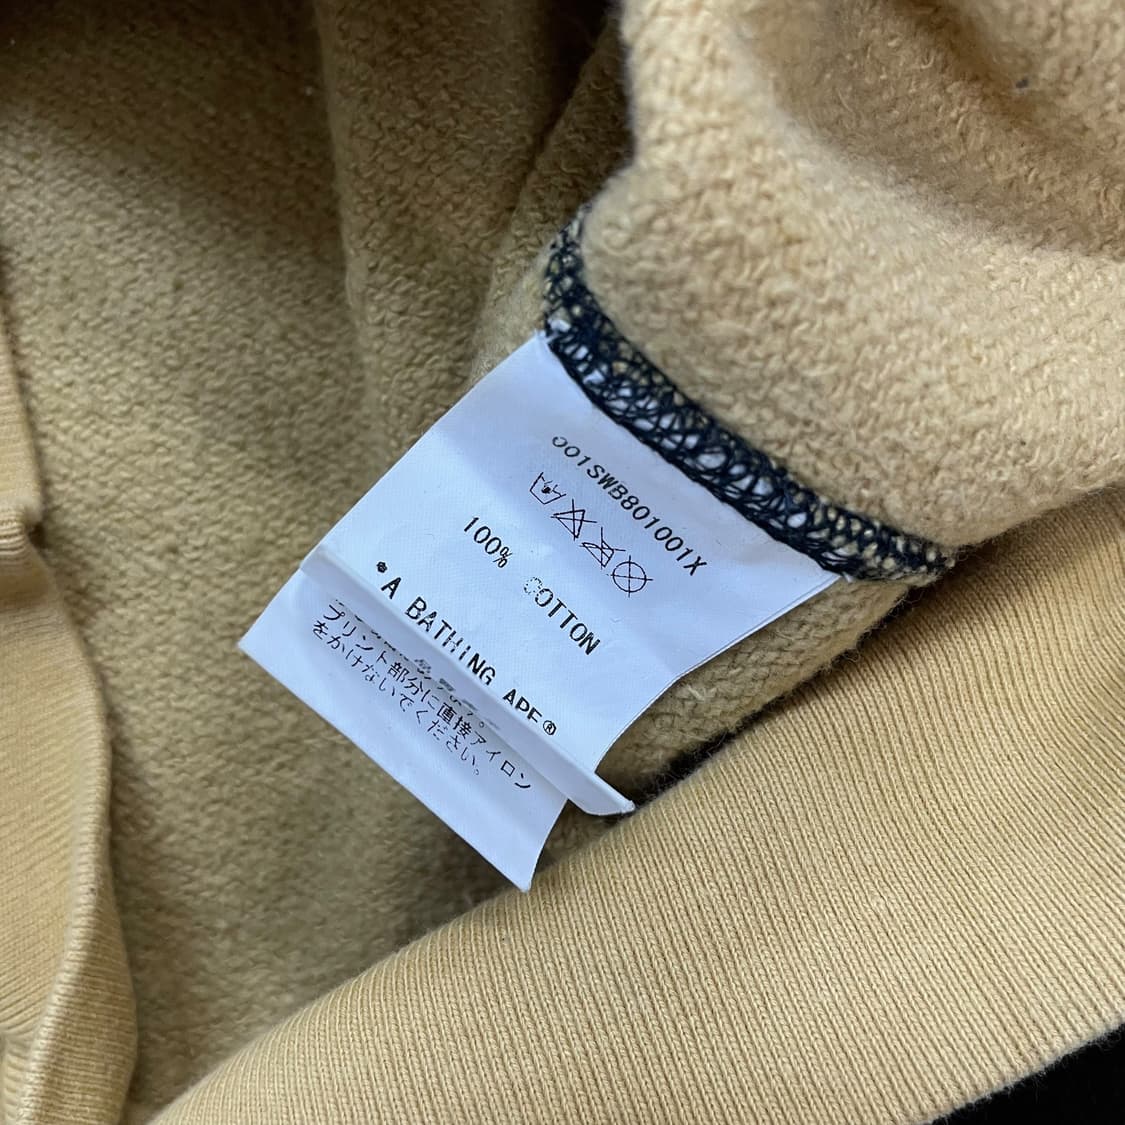 001SWB801001X
100% COTTON
*A BATHING APE®
プリント部分に直接アイロン
をかけないでください。